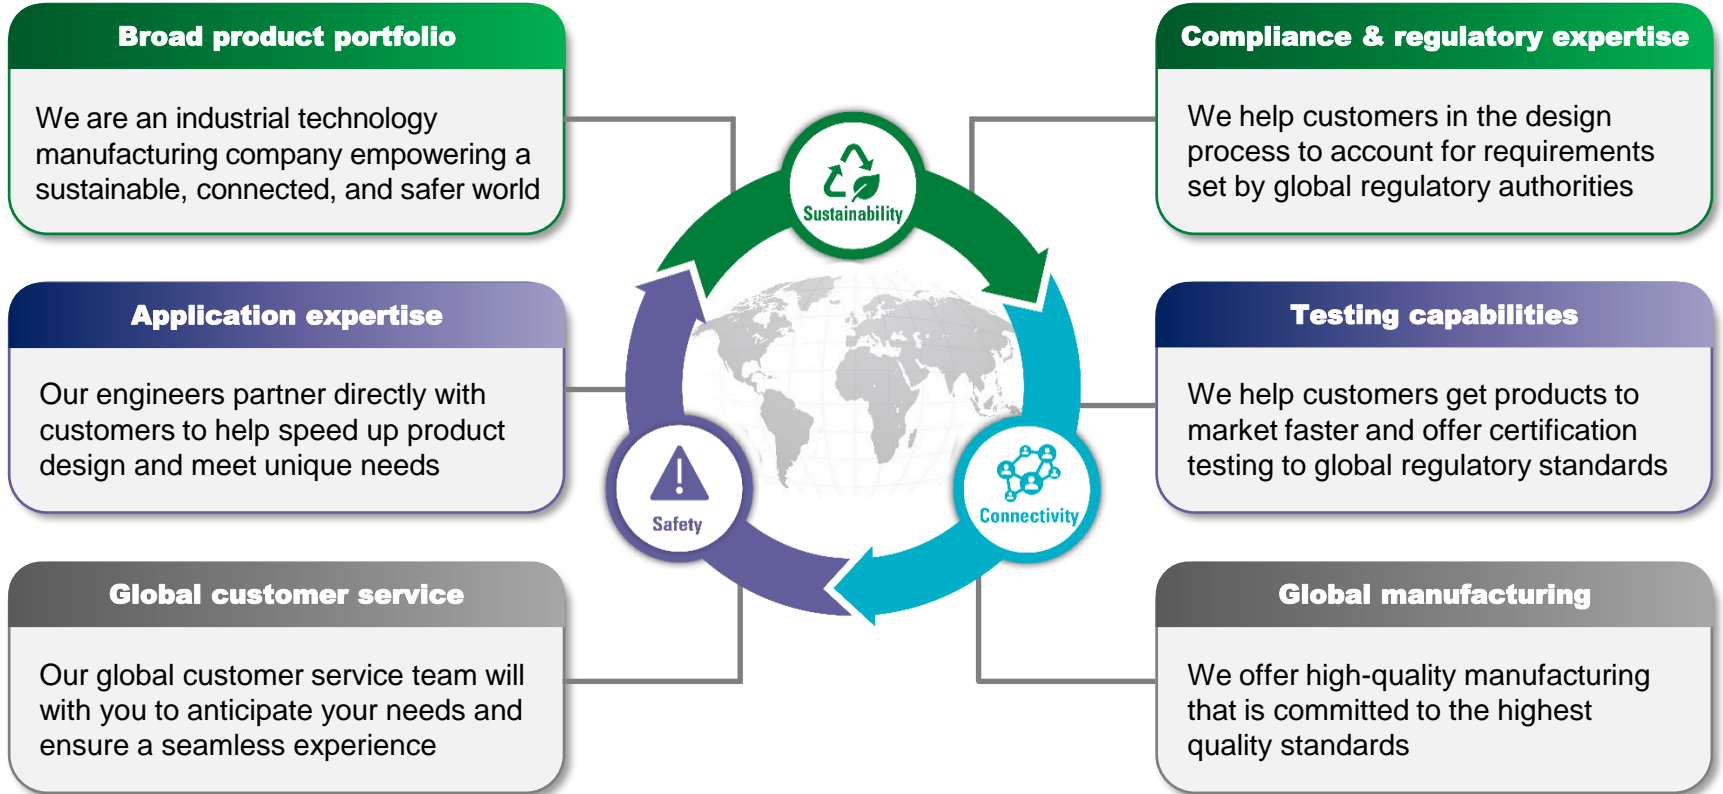 Broad product portfolio
We are an industrial technology
manufacturing company empowering a
sustainable, connected, and safer world
Application expertise
Our engineers partner directly with
customers to help speed up product
design and meet unique needs
Global customer service
Our global customer service team will
with you to anticipate your needs and
ensure a seamless experience
Sustainability
Safety
Connectivity
Compliance & regulatory expertise
We help customers in the design
process to account for requirements
set by global regulatory authorities
Testing capabilities
We help customers get products to
market faster and offer certification
testing to global regulatory standards
Global manufacturing
We offer high-quality manufacturing
that is committed to the highest
quality standards